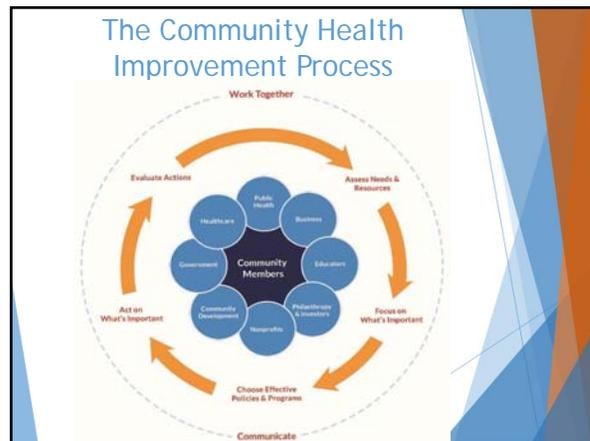 The Community Health
Improvement Process
Work Together
Evaluate Actions
Assess Needs &
Resources
Public
Health
Healthcare
Business
Government
Community
Members
Educators
Community
Development
Philanthropy
& Investors
Nonprofits
Act on
What's Important
Focus on
What's Important
Choose Effective
Policies & Programs
Communicate